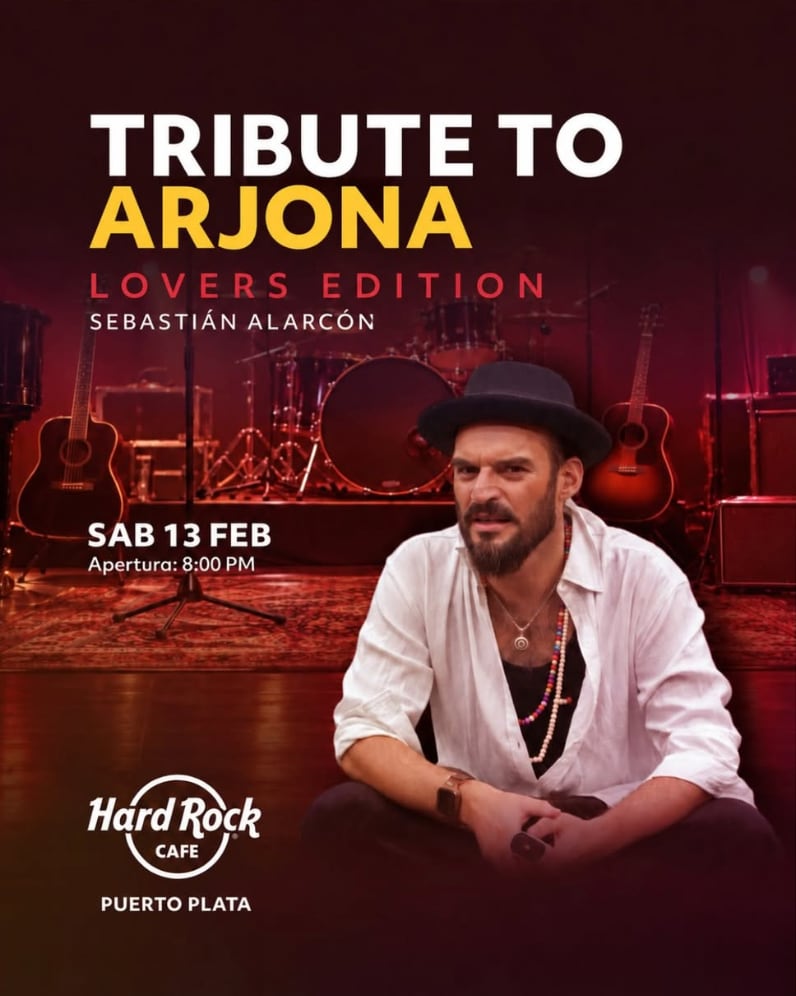 TRIBUTE TO
ARJONA
LOVERS EDITION
SEBASTIÁN ALARCÓN
SAB 13 FEB
Apertura: 8:00 PM
Hard Rock
CAFE
PUERTO PLATA